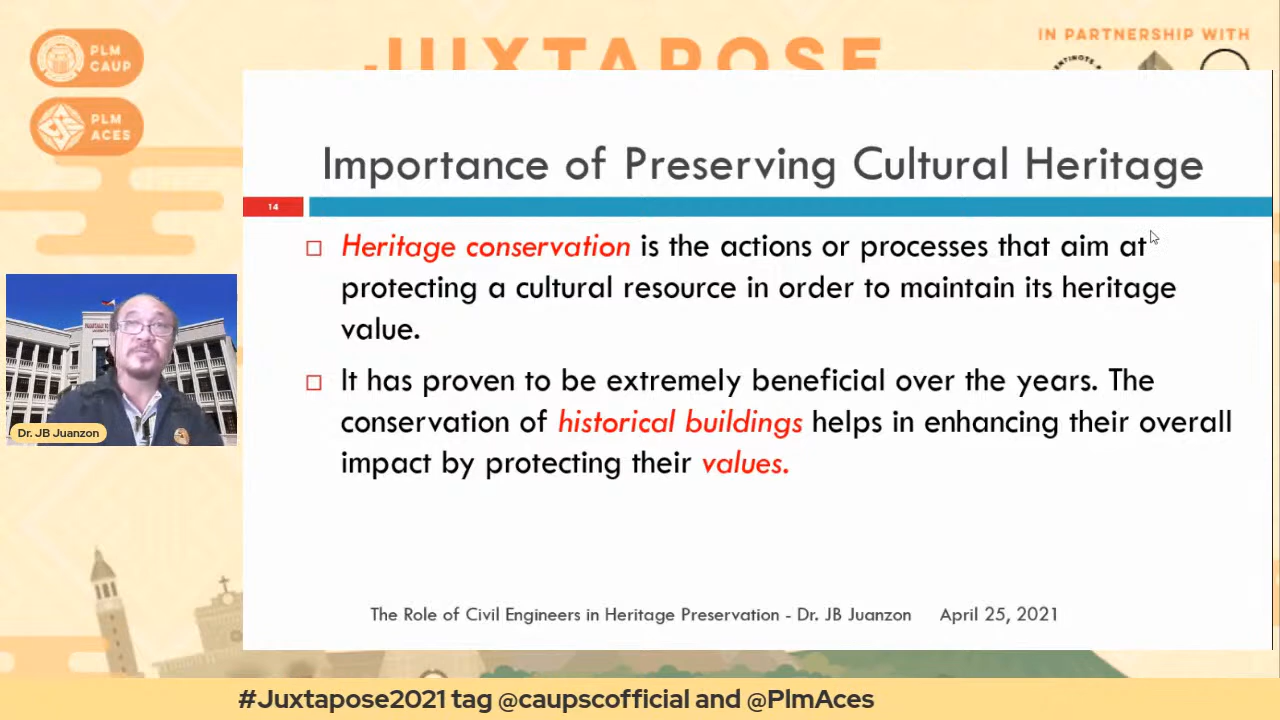 PLM
CAUP
PLM
ACES
JUXTAPOSE
IN PARTNERSHIP WITH
Importance of Preserving Cultural Heritage
14
Heritage conservation is the actions or processes that aim at
protecting a cultural resource in order to maintain its heritage
value.
It has proven to be extremely beneficial over the years. The
conservation of historical buildings helps in enhancing their overall
impact by protecting their values.
Dr. JB Juanzon
The Role of Civil Engineers in Heritage Preservation - Dr. JB Juanzon April 25, 2021
#Juxtapose2021 tag @caupscofficial and @PlmAces